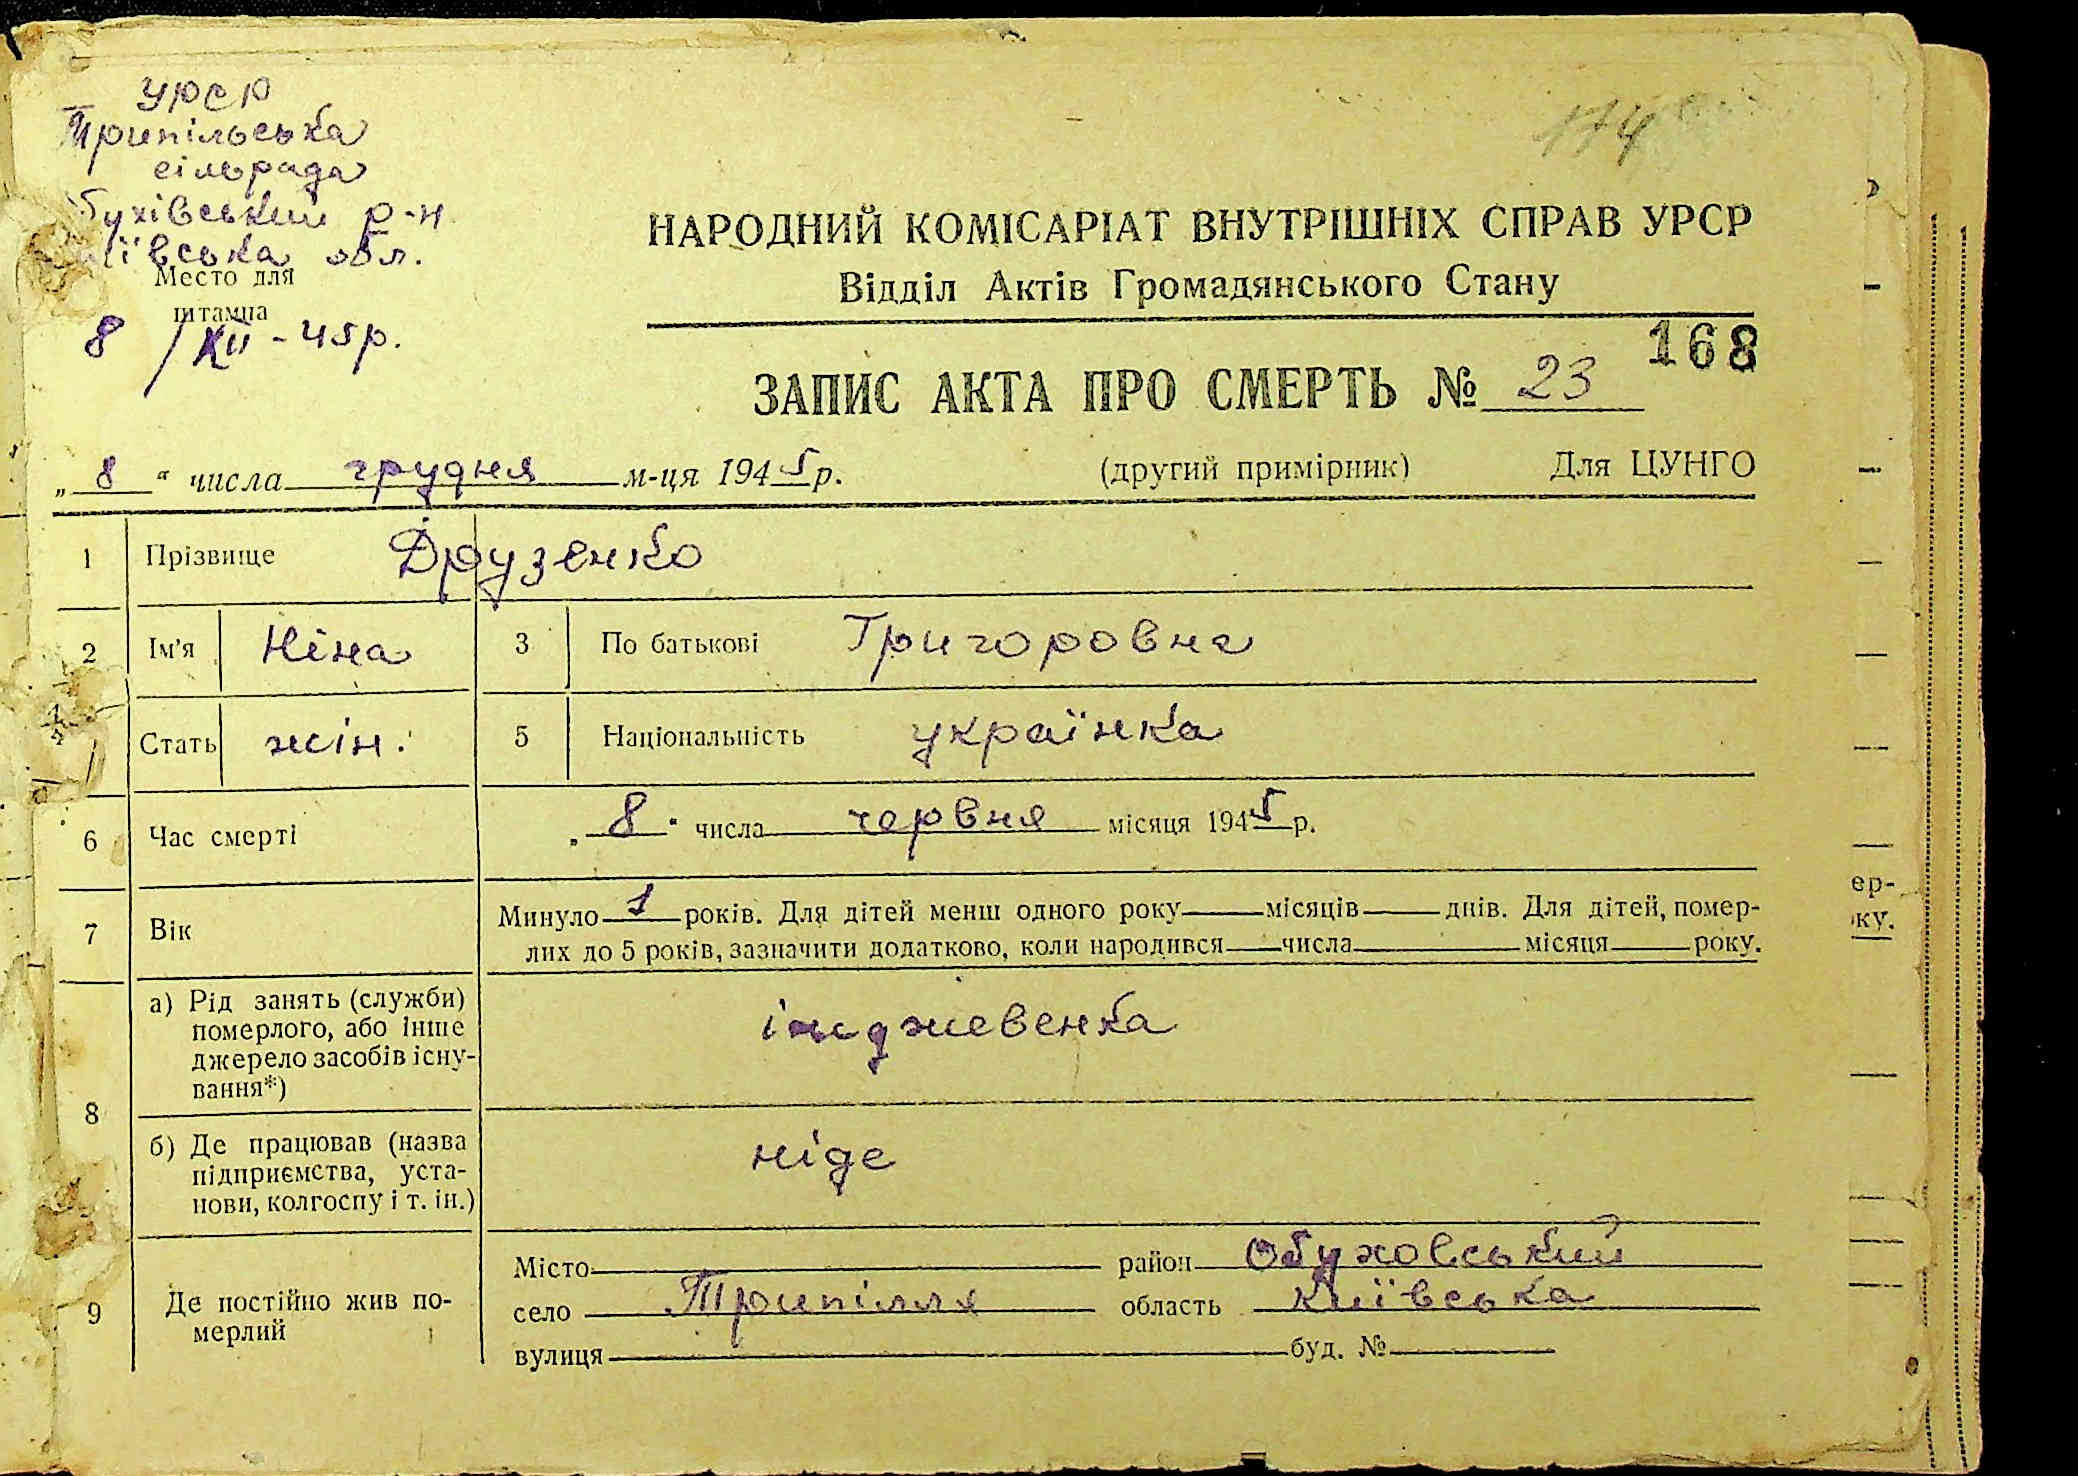 УРСР
Трипільська
сільрада
бухівський р-н
иївська обл.
Место для
штампа
8/XII-45р.
174
НАРОДНИЙ КОМІСАРІАТ ВНУТРІШНІХ СПРАВ УРСР
Відділ Актів Громадянського Стану
168
ЗАПИС АКТА ПРО СМЕРТЬ № 23
„8“ числа грудня м-ця 1945 р. (другий примірник) Для ЦУНГО
1 Прізвище Друзенко
2 Ім'я Ніна 3 По батькові Григоровна
Стать жін. 5 Національність українка
6 Час смерті „8“ числа червня місяця 1945 р.
7 Вік Минуло 1 років. Для дітей менш одного року місяців днів. Для дітей, помер-
лих до 5 років, зазначити додатково, коли народився числа місяця року.
8 а) Рід занять (служби)
померлого, або інше
джерело засобів існу-
вання*) інджевенка
б) Де працював (назва
підприємства, уста-
нови, колгоспу і т. ін.) ніде
9 Де постійно жив по-
мерлий
Місто район Обуховський
село Трипілля область Київська
вулиця буд. №
ер-
ку.